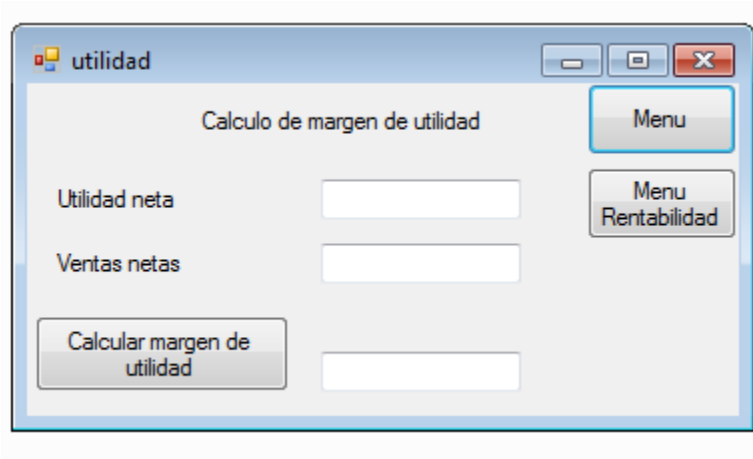 utilidad
Calculo de margen de utilidad
Menu
Utilidad neta
Menu
Rentabilidad
Ventas netas
Calcular margen de
utilidad